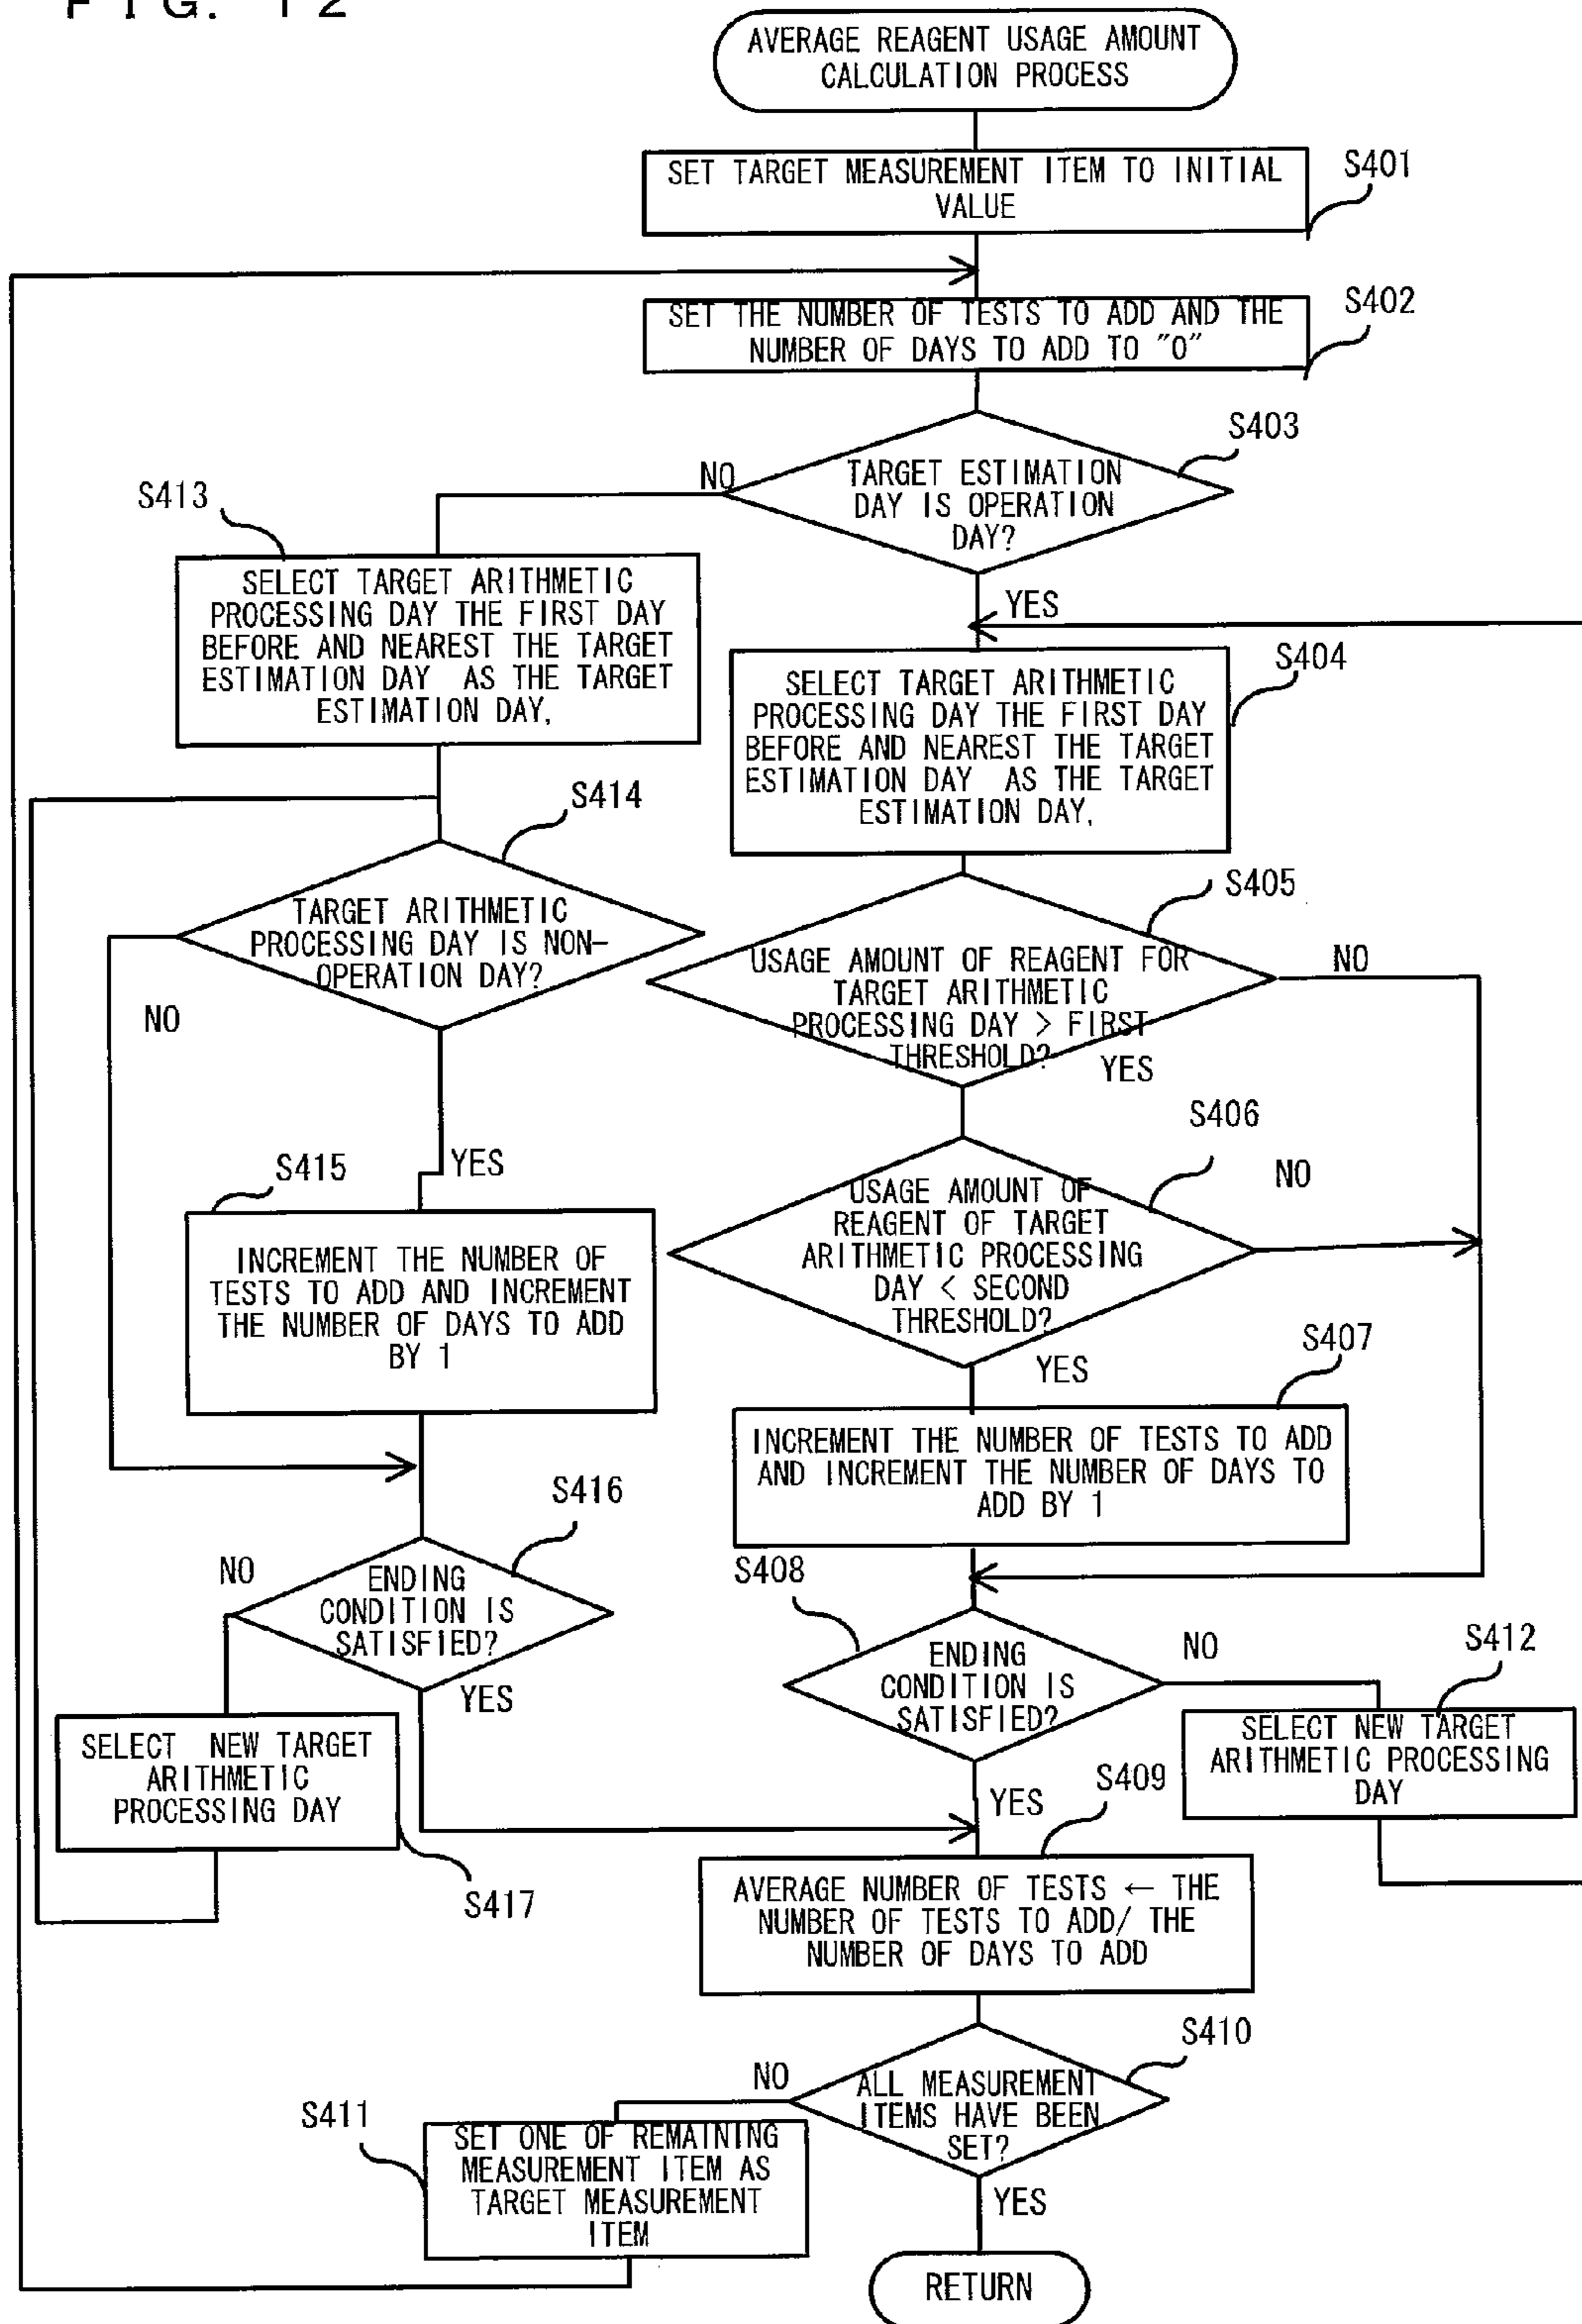 FIG. 12
AVERAGE REAGENT USAGE AMOUNT
CALCULATION PROCESS
SET TARGET MEASUREMENT ITEM TO INITIAL
VALUE
S401
SET THE NUMBER OF TESTS TO ADD AND THE
NUMBER OF DAYS TO ADD TO "0"
S402
TARGET ESTIMATION
DAY IS OPERATION
DAY?
S403
NO
YES
S413
SELECT TARGET ARITHMETIC
PROCESSING DAY THE FIRST DAY
BEFORE AND NEAREST THE TARGET
ESTIMATION DAY AS THE TARGET
ESTIMATION DAY,
S404
SELECT TARGET ARITHMETIC
PROCESSING DAY THE FIRST DAY
BEFORE AND NEAREST THE TARGET
ESTIMATION DAY AS THE TARGET
ESTIMATION DAY,
S414
TARGET ARITHMETIC
PROCESSING DAY IS NON-
OPERATION DAY?
NO
YES
S405
USAGE AMOUNT OF REAGENT FOR
TARGET ARITHMETIC
PROCESSING DAY > FIRST
THRESHOLD?
NO
YES
S406
USAGE AMOUNT OF
REAGENT OF TARGET
ARITHMETIC PROCESSING
DAY < SECOND
THRESHOLD?
NO
YES
S415
INCREMENT THE NUMBER OF
TESTS TO ADD AND INCREMENT
THE NUMBER OF DAYS TO ADD
BY 1
S407
INCREMENT THE NUMBER OF TESTS TO ADD
AND INCREMENT THE NUMBER OF DAYS TO
ADD BY 1
S416
ENDING
CONDITION IS
SATISFIED?
NO
YES
S408
ENDING
CONDITION IS
SATISFIED?
NO
YES
S412
SELECT NEW TARGET
ARITHMETIC PROCESSING
DAY
SELECT NEW TARGET
ARITHMETIC
PROCESSING DAY
S417
S409
AVERAGE NUMBER OF TESTS ← THE
NUMBER OF TESTS TO ADD/ THE
NUMBER OF DAYS TO ADD
S410
ALL MEASUREMENT
ITEMS HAVE BEEN
SET?
NO
YES
S411
SET ONE OF REMAINING
MEASUREMENT ITEM AS
TARGET MEASUREMENT
ITEM
RETURN